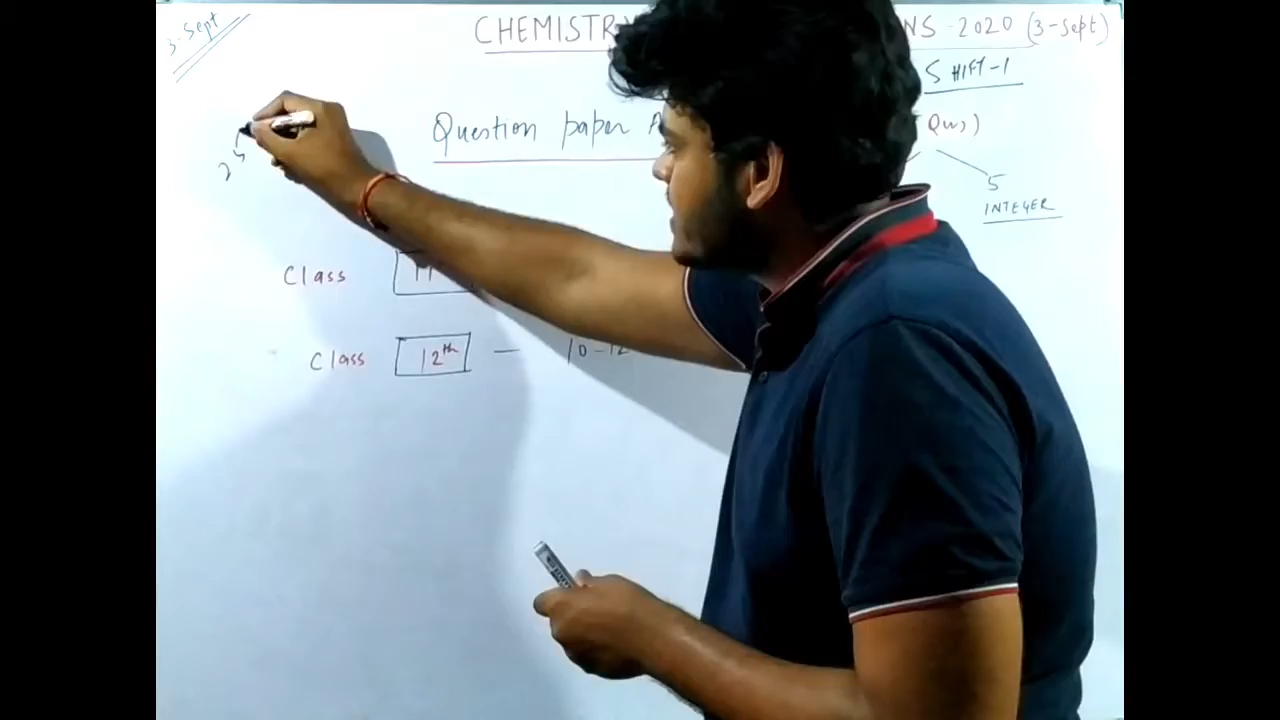 3-Sept
CHEMISTRY NS-2020 (3-Sept)
SHIFT-1
Question paper Qus)
5
INTEGER
Class 11
Class 12th — 10-12